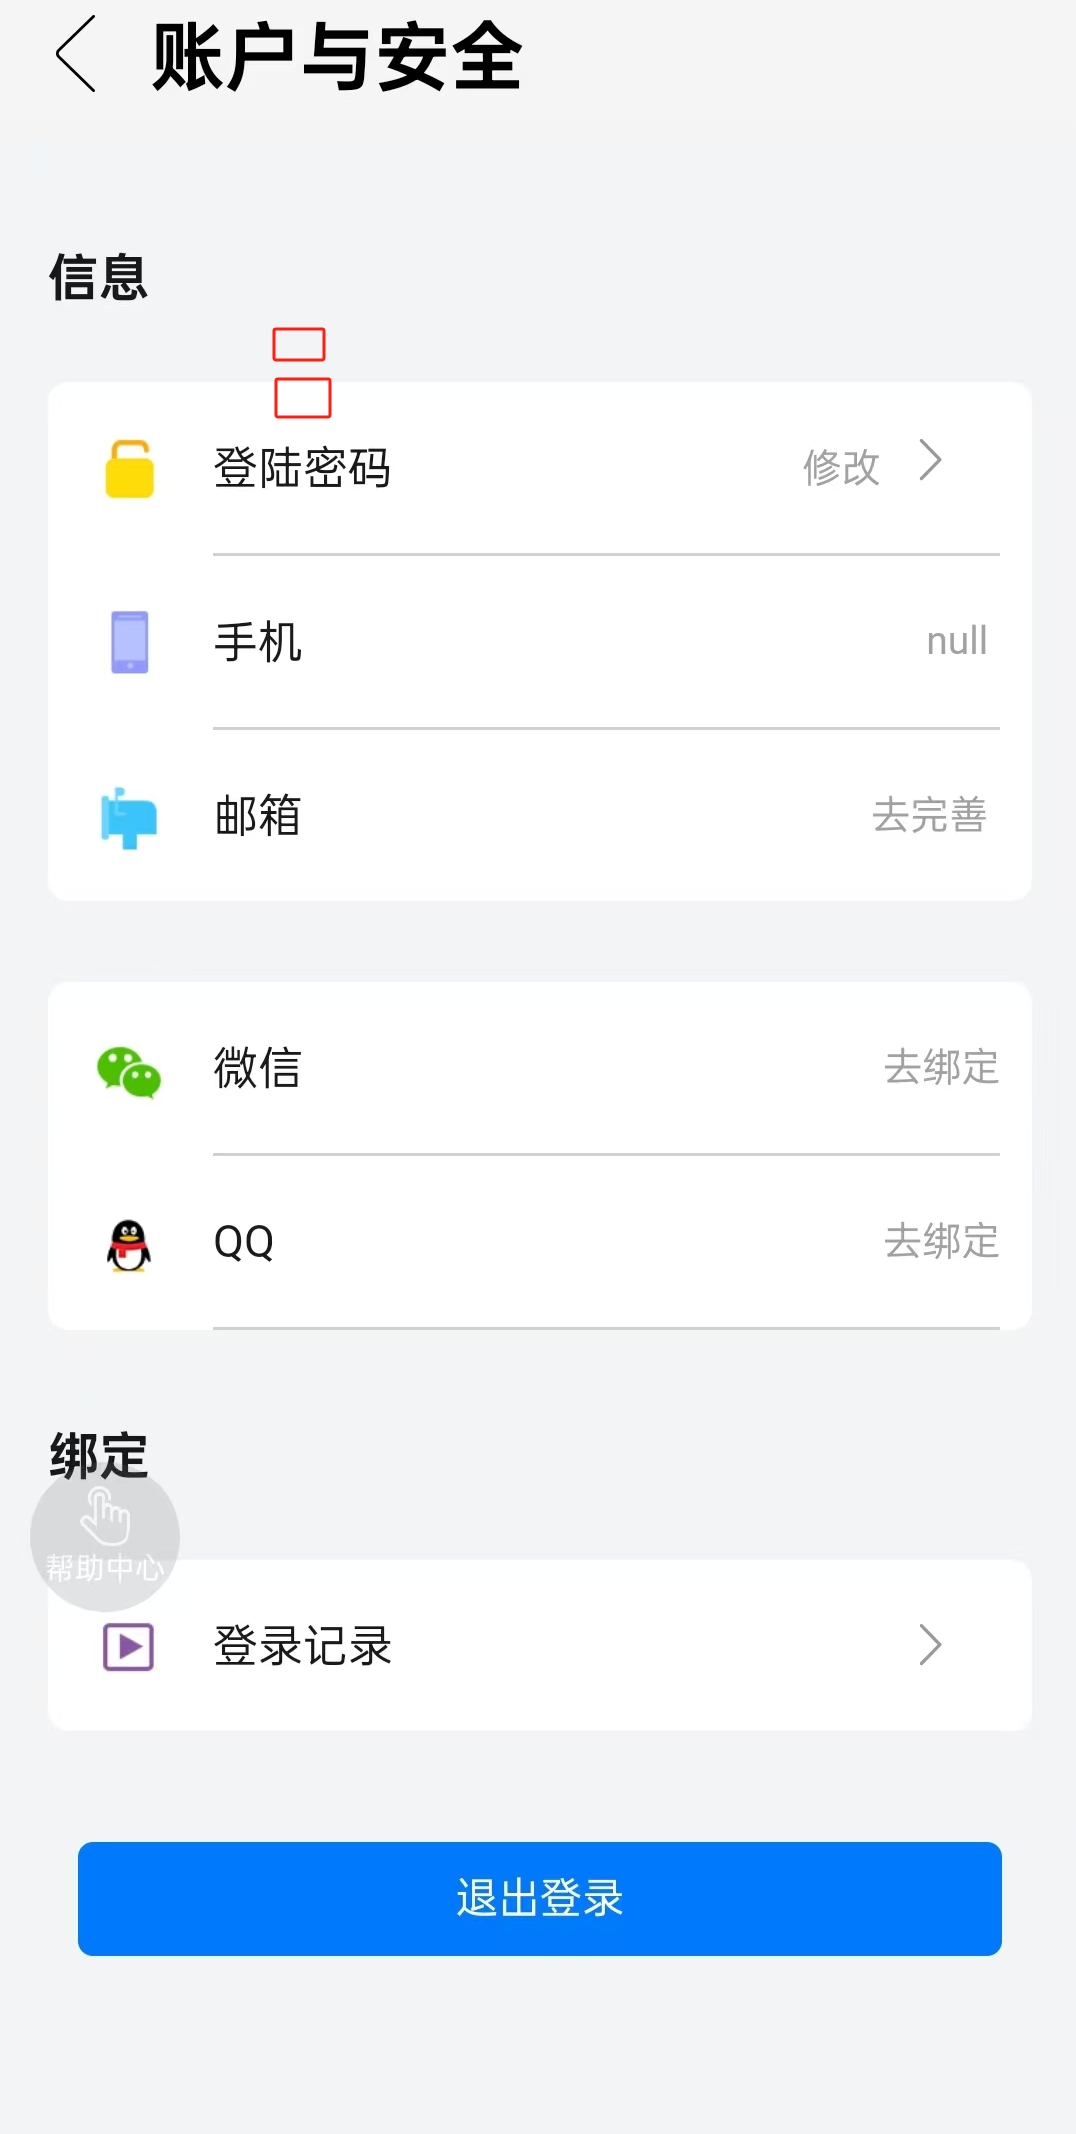 账户与安全
信息
登陆密码 修改
手机 null
邮箱 去完善
微信 去绑定
QQ 去绑定
绑定
帮助中心
登录记录
退出登录